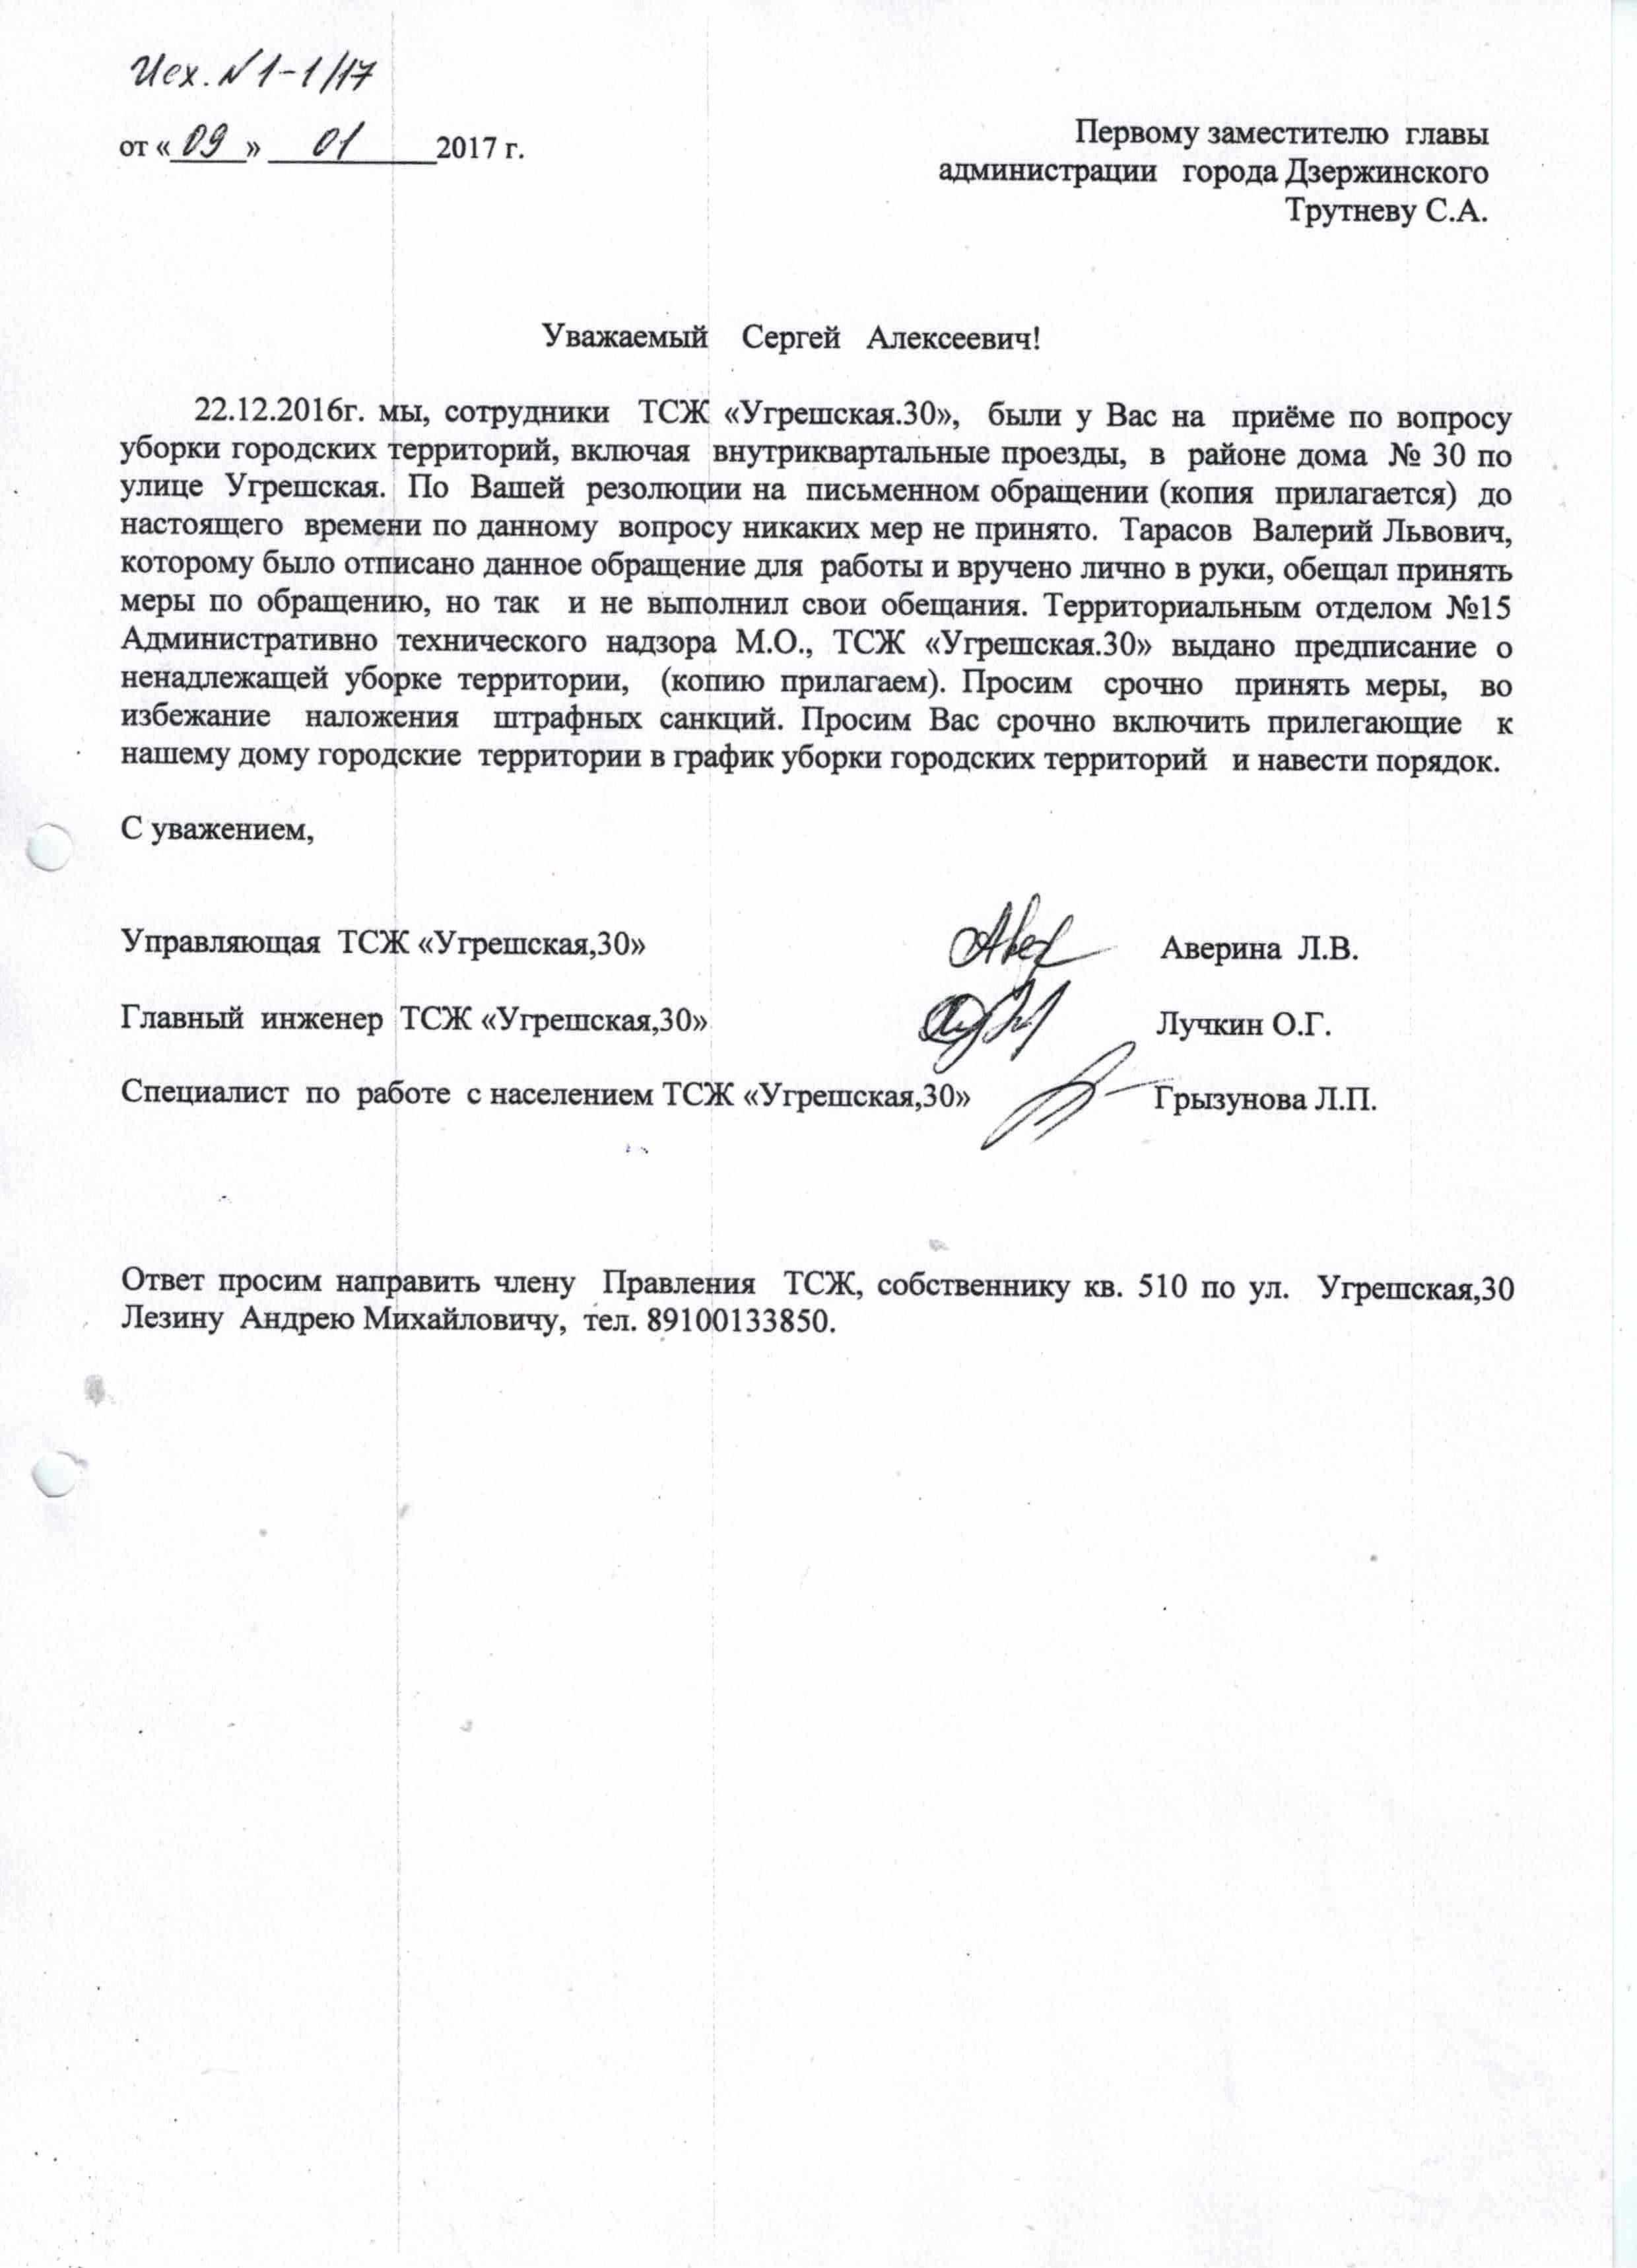 Исх. №1-1/17
от «09» 01 2017 г.
Первому заместителю главы
администрации города Дзержинского
Трутневу С.А.
Уважаемый Сергей Алексеевич!
22.12.2016г. мы, сотрудники ТСЖ «Угрешская.30», были у Вас на приёме по вопросу
уборки городских территорий, включая внутриквартальные проезды, в районе дома № 30 по
улице Угрешская. По Вашей резолюции на письменном обращении (копия прилагается) до
настоящего времени по данному вопросу никаких мер не принято. Тарасов Валерий Львович,
которому было отписано данное обращение для работы и вручено лично в руки, обещал принять
меры по обращению, но так и не выполнил свои обещания. Территориальным отделом №15
Административно технического надзора М.О., ТСЖ «Угрешская.30» выдано предписание о
ненадлежащей уборке территории, (копию прилагаем). Просим срочно принять меры, во
избежание наложения штрафных санкций. Просим Вас срочно включить прилегающие к
нашему дому городские территории в график уборки городских территорий и навести порядок.
С уважением,
Управляющая ТСЖ «Угрешская,30» Аверина Л.В.
Главный инженер ТСЖ «Угрешская,30» Лучкин О.Г.
Специалист по работе с населением ТСЖ «Угрешская,30» Грызунова Л.П.
Ответ просим направить члену Правления ТСЖ, собственнику кв. 510 по ул. Угрешская,30
Лезину Андрею Михайловичу, тел. 89100133850.